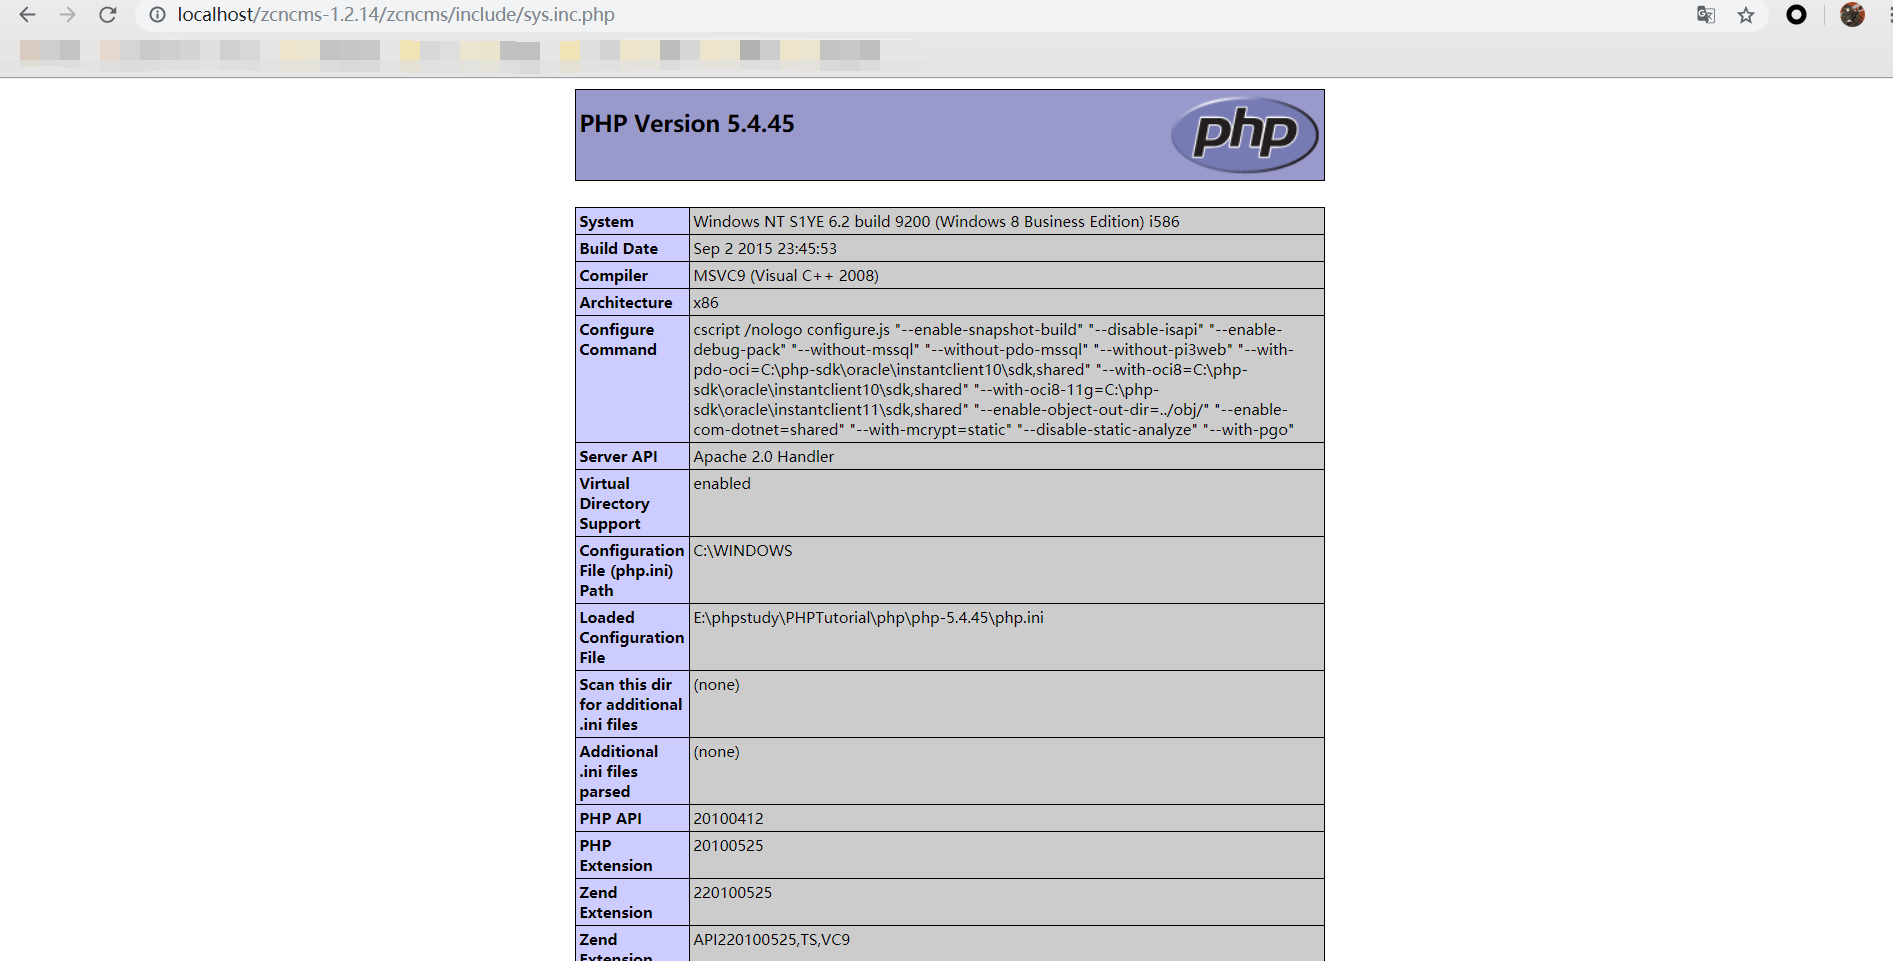 localhost/zcncms-1.2.14/zcncms/include/sys.inc.php
PHP Version 5.4.45
php
System
Windows NT S1YE 6.2 build 9200 (Windows 8 Business Edition) i586
Build Date
Sep 2 2015 23:45:53
Compiler
MSVC9 (Visual C++ 2008)
Architecture
x86
Configure
Command
cscript /nologo configure.js "--enable-snapshot-build" "--disable-isapi" "--enable-
debug-pack" "--without-mssql" "--without-pdo-mssql" "--without-pi3web" "--with-
pdo-oci=C:\php-sdk\oracle\instantclient10\sdk,shared" "--with-oci8=C:\php-
sdk\oracle\instantclient10\sdk,shared" "--with-oci8-11g=C:\php-
sdk\oracle\instantclient11\sdk,shared" "--enable-object-out-dir=../obj/" "--enable-
com-dotnet=shared" "--with-mcrypt=static" "--disable-static-analyze" "--with-pgo"
Server API
Apache 2.0 Handler
Virtual
Directory
Support
enabled
Configuration
File (php.ini)
Path
C:\WINDOWS
Loaded
Configuration
File
E:\phpstudy\PHPTutorial\php\php-5.4.45\php.ini
Scan this dir
for additional
.ini files
(none)
Additional
.ini files
parsed
(none)
PHP API
20100412
PHP
Extension
20100525
Zend
Extension
220100525
Zend
Extension
API220100525,TS,VC9